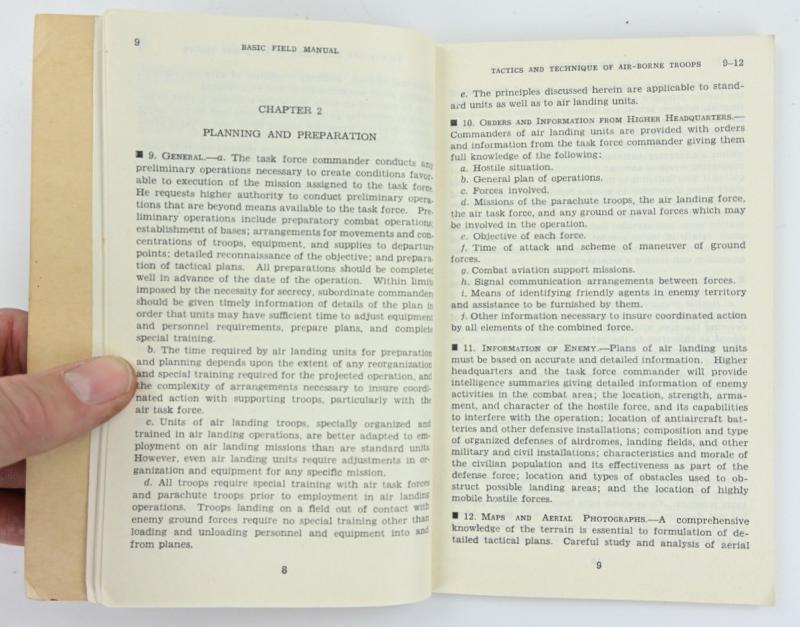 9
BASIC FIELD MANUAL
CHAPTER 2
PLANNING AND PREPARATION
■ 9. GENERAL.—a. The task force commander conducts any
preliminary operations necessary to create conditions favor-
able to execution of the mission assigned to the task force.
He requests higher authority to conduct preliminary opera-
tions that are beyond means available to the task force. Pre-
liminary operations include preparatory combat operations;
establishment of bases; arrangements for movements and con-
centrations of troops, equipment, and supplies to departure
points; detailed reconnaissance of the objective; and prepara-
tion of tactical plans. All preparations should be completed
well in advance of the date of the operation. Within limits
imposed by the necessity for secrecy, subordinate commanders
should be given timely information of details of the plan in
order that units may have sufficient time to adjust equipment
and personnel requirements, prepare plans, and complete
special training.
b. The time required by air landing units for preparation
and planning depends upon the extent of any reorganization
and special training required for the projected operation, and
the complexity of arrangements necessary to insure coordi-
nated action with supporting troops, particularly with the
air task force.
c. Units of air landing troops, specially organized and
trained in air landing operations, are better adapted to em-
ployment on air landing missions than are standard units.
However, even air landing units require adjustments in or-
ganization and equipment for any specific mission.
d. All troops require special training with air task forces
and parachute troops prior to employment in air landing
operations. Troops landing on a field out of contact with
enemy ground forces require no special training other than
loading and unloading personnel and equipment into and
from planes.
8
TACTICS AND TECHNIQUE OF AIR-BORNE TROOPS 9–12
e. The principles discussed herein are applicable to stand-
ard units as well as to air landing units.
■ 10. ORDERS AND INFORMATION FROM HIGHER HEADQUARTERS.—
Commanders of air landing units are provided with orders
and information from the task force commander giving them
full knowledge of the following:
a. Hostile situation.
b. General plan of operations.
c. Forces involved.
d. Missions of the parachute troops, the air landing force,
the air task force, and any ground or naval forces which may
be involved in the operation.
e. Objective of each force.
f. Time of attack and scheme of maneuver of ground
forces.
g. Combat aviation support missions.
h. Signal communication arrangements between forces.
i. Means of identifying friendly agents in enemy territory
and assistance to be furnished by them.
j. Other information necessary to insure coordinated action
by all elements of the combined force.
■ 11. INFORMATION OF ENEMY.—Plans of air landing units
must be based on accurate and detailed information. Higher
headquarters and the task force commander will provide
intelligence summaries giving detailed information of enemy
activities in the combat area; the location, strength, arma-
ment, and character of the hostile force, and its capabilities
to interfere with the operation; location of antiaircraft bat-
teries and other defensive installations; composition and type
of organized defenses of airdromes, landing fields, and other
military and civil installations; characteristics and morale of
the civilian population and its effectiveness as part of the
defense force; location and types of obstacles used to ob-
struct possible landing areas; and the location of highly
mobile hostile forces.
■ 12. MAPS AND AERIAL PHOTOGRAPHS.—A comprehensive
knowledge of the terrain is essential to formulation of de-
tailed tactical plans. Careful study and analysis of aerial
9